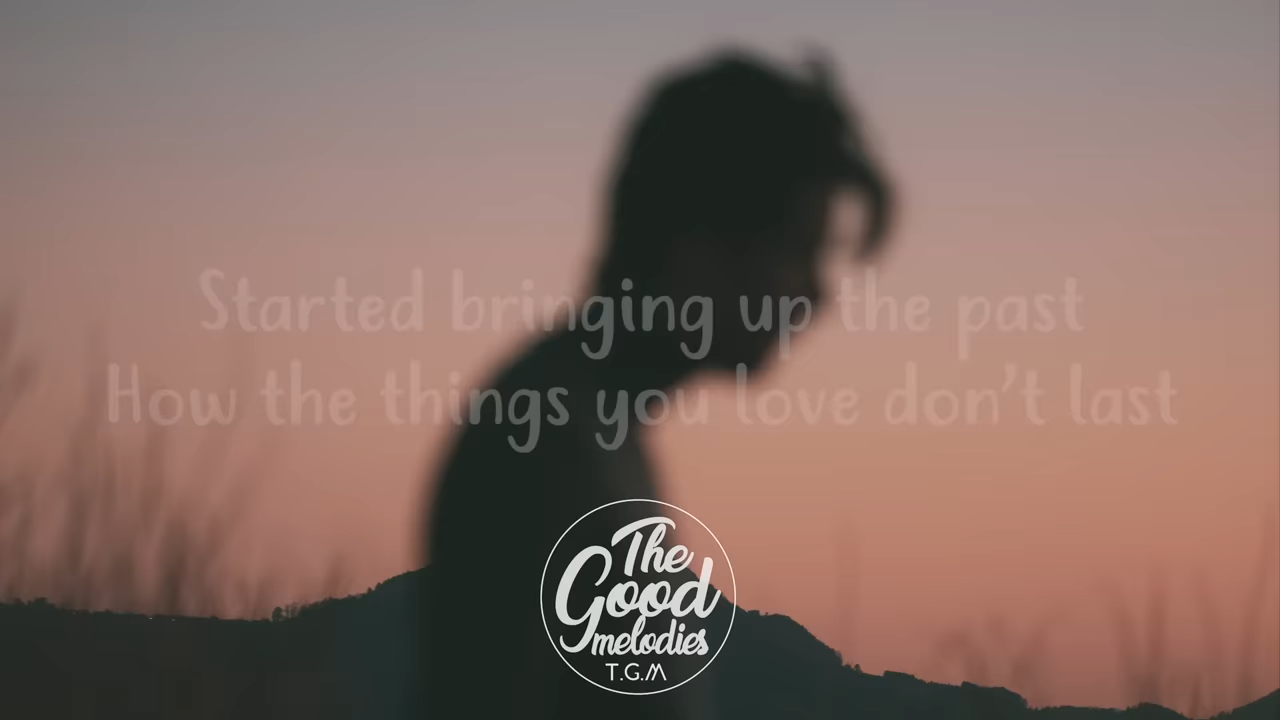 Started bringing up the past
How the things you love don't last
The
Good
melodies
T.G.M